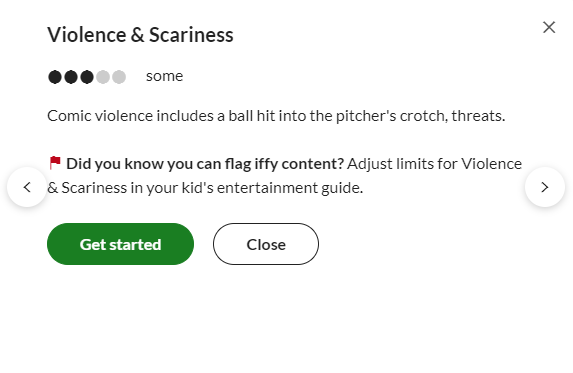 Violence & Scariness
some
Comic violence includes a ball hit into the pitcher's crotch, threats.
Did you know you can flag iffy content? Adjust limits for Violence
& Scariness in your kid's entertainment guide.
Get started
Close